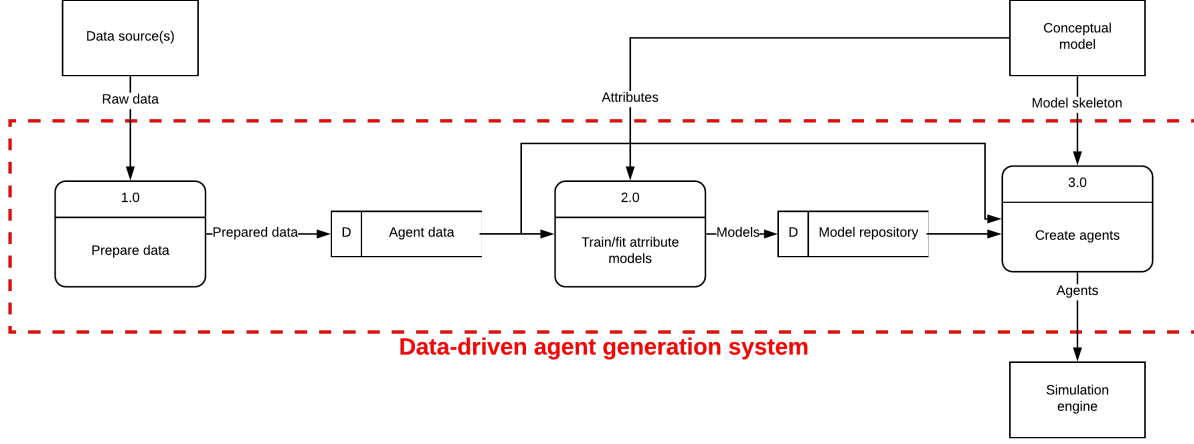 Data source(s)
Conceptual
model
Raw data
Attributes
Model skeleton
1.0
2.0
3.0
Prepare data
Prepared data
D
Agent data
Train/fit atrribute
models
Models
D
Model repository
Create agents
Agents
Data-driven agent generation system
Simulation
engine